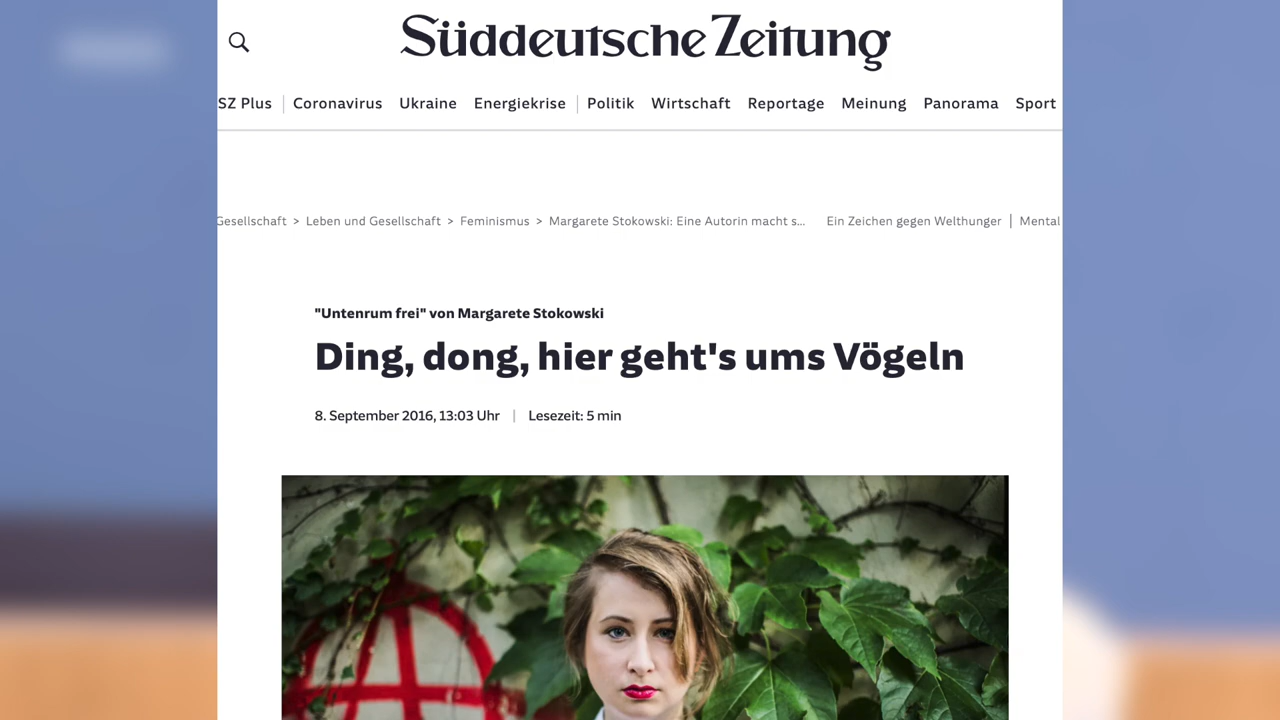 Süddeutsche Zeitung
SZ Plus | Coronavirus Ukraine Energiekrise | Politik Wirtschaft Reportage Meinung Panorama Sport
Gesellschaft > Leben und Gesellschaft > Feminismus > Margarete Stokowski: Eine Autorin macht s... Ein Zeichen gegen Welthunger | Mental
"Untenrum frei" von Margarete Stokowski
Ding, dong, hier geht's ums Vögeln
8. September 2016, 13:03 Uhr | Lesezeit: 5 min